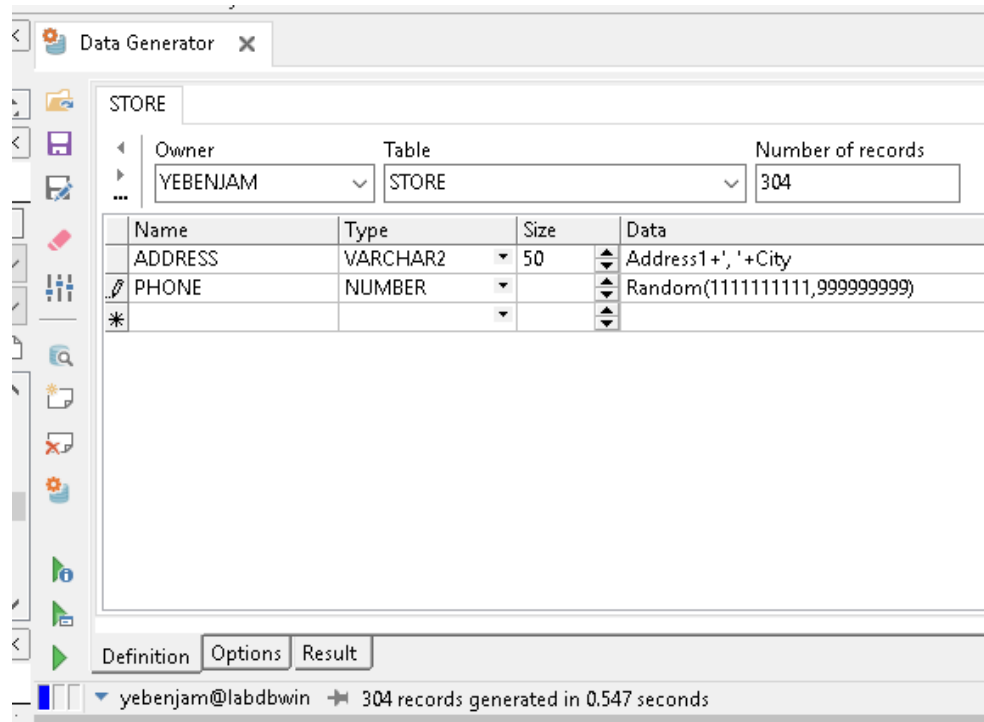 Data Generator
STORE
Owner Table Number of records
YEBENJAM STORE 304
Name Type Size Data
ADDRESS VARCHAR2 50 Address1+', '+City
PHONE NUMBER Random(1111111111,999999999)
Definition Options Result
yebenjam@labdbwin 304 records generated in 0.547 seconds